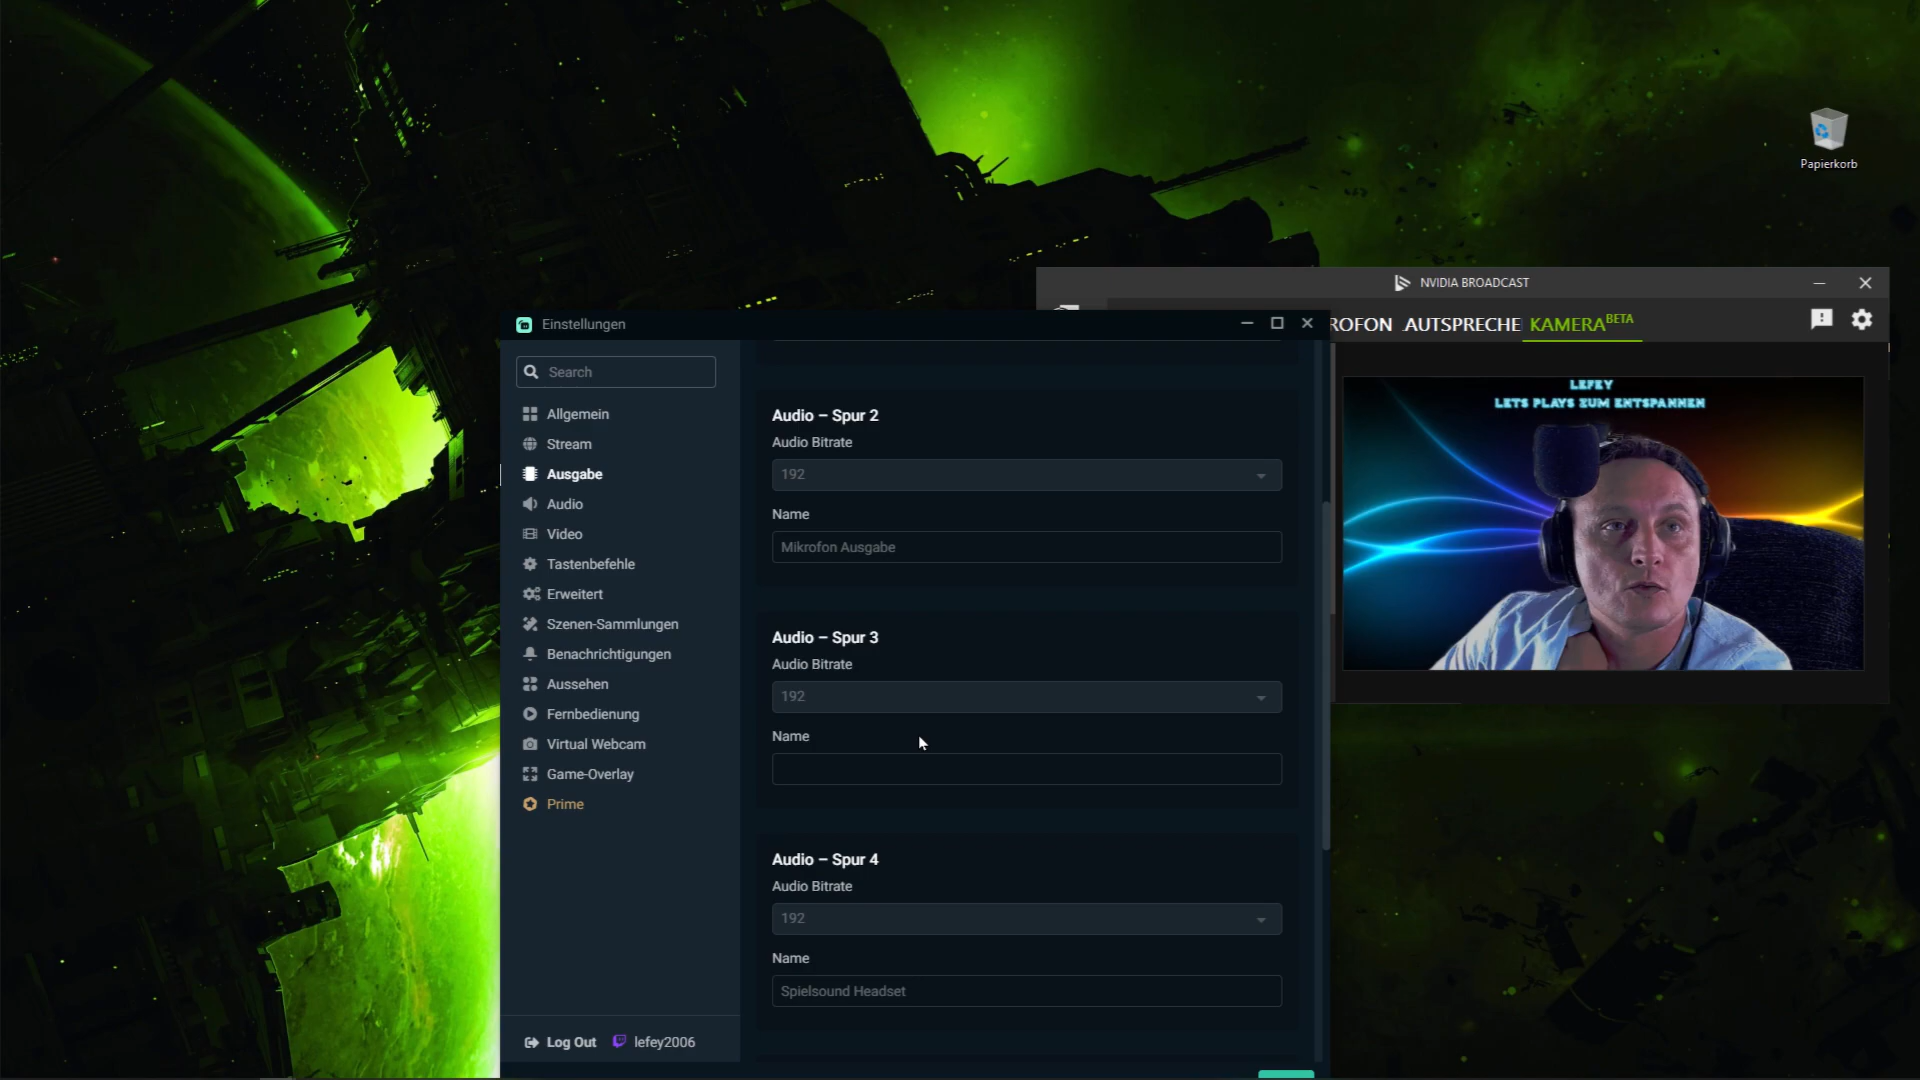 Papierkorb
NVIDIA BROADCAST
ROFON AUTSPRECHE KAMERA BETA
LEFEY
LETS PLAYS ZUM ENTSPANNEN
Einstellungen
Search
Allgemein
Stream
Ausgabe
Audio
Video
Tastenbefehle
Erweitert
Szenen-Sammlungen
Benachrichtigungen
Aussehen
Fernbedienung
Virtual Webcam
Game-Overlay
Prime
Log Out lefey2006
Audio – Spur 2
Audio Bitrate
192
Name
Mikrofon Ausgabe
Audio – Spur 3
Audio Bitrate
192
Name
Audio – Spur 4
Audio Bitrate
192
Name
Spielsound Headset